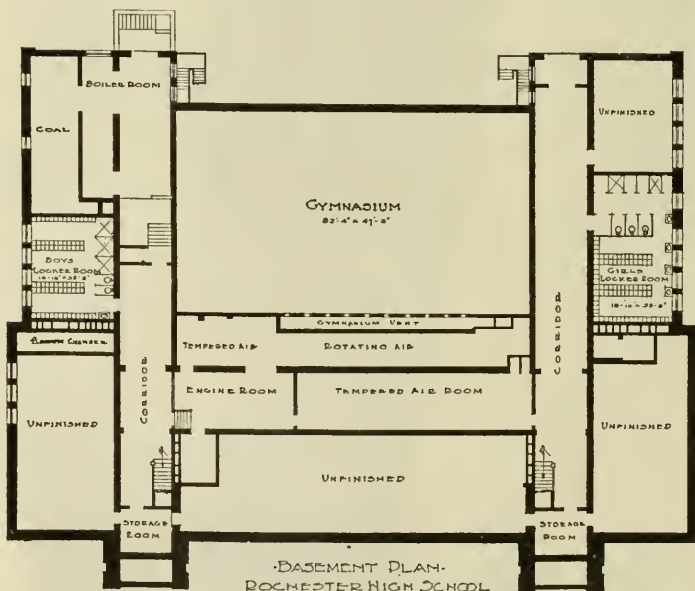 BOILER ROOM
COAL
UNFINISHED
GYMNASIUM
82'-4" x 47'-8"
BOYS
LOCKER ROOM
GIRLS
LOCKER ROOM
GYMNASIUM VENT
TEMPERED AIR
ROTATING AIR
PLENUM CHAMBER
CORRIDOR
CORRIDOR
ENGINE ROOM
TEMPERED AIR ROOM
UNFINISHED
UNFINISHED
UNFINISHED
STORAGE
ROOM
STORAGE
ROOM
·BASEMENT PLAN·
ROCHESTER HIGH SCHOOL